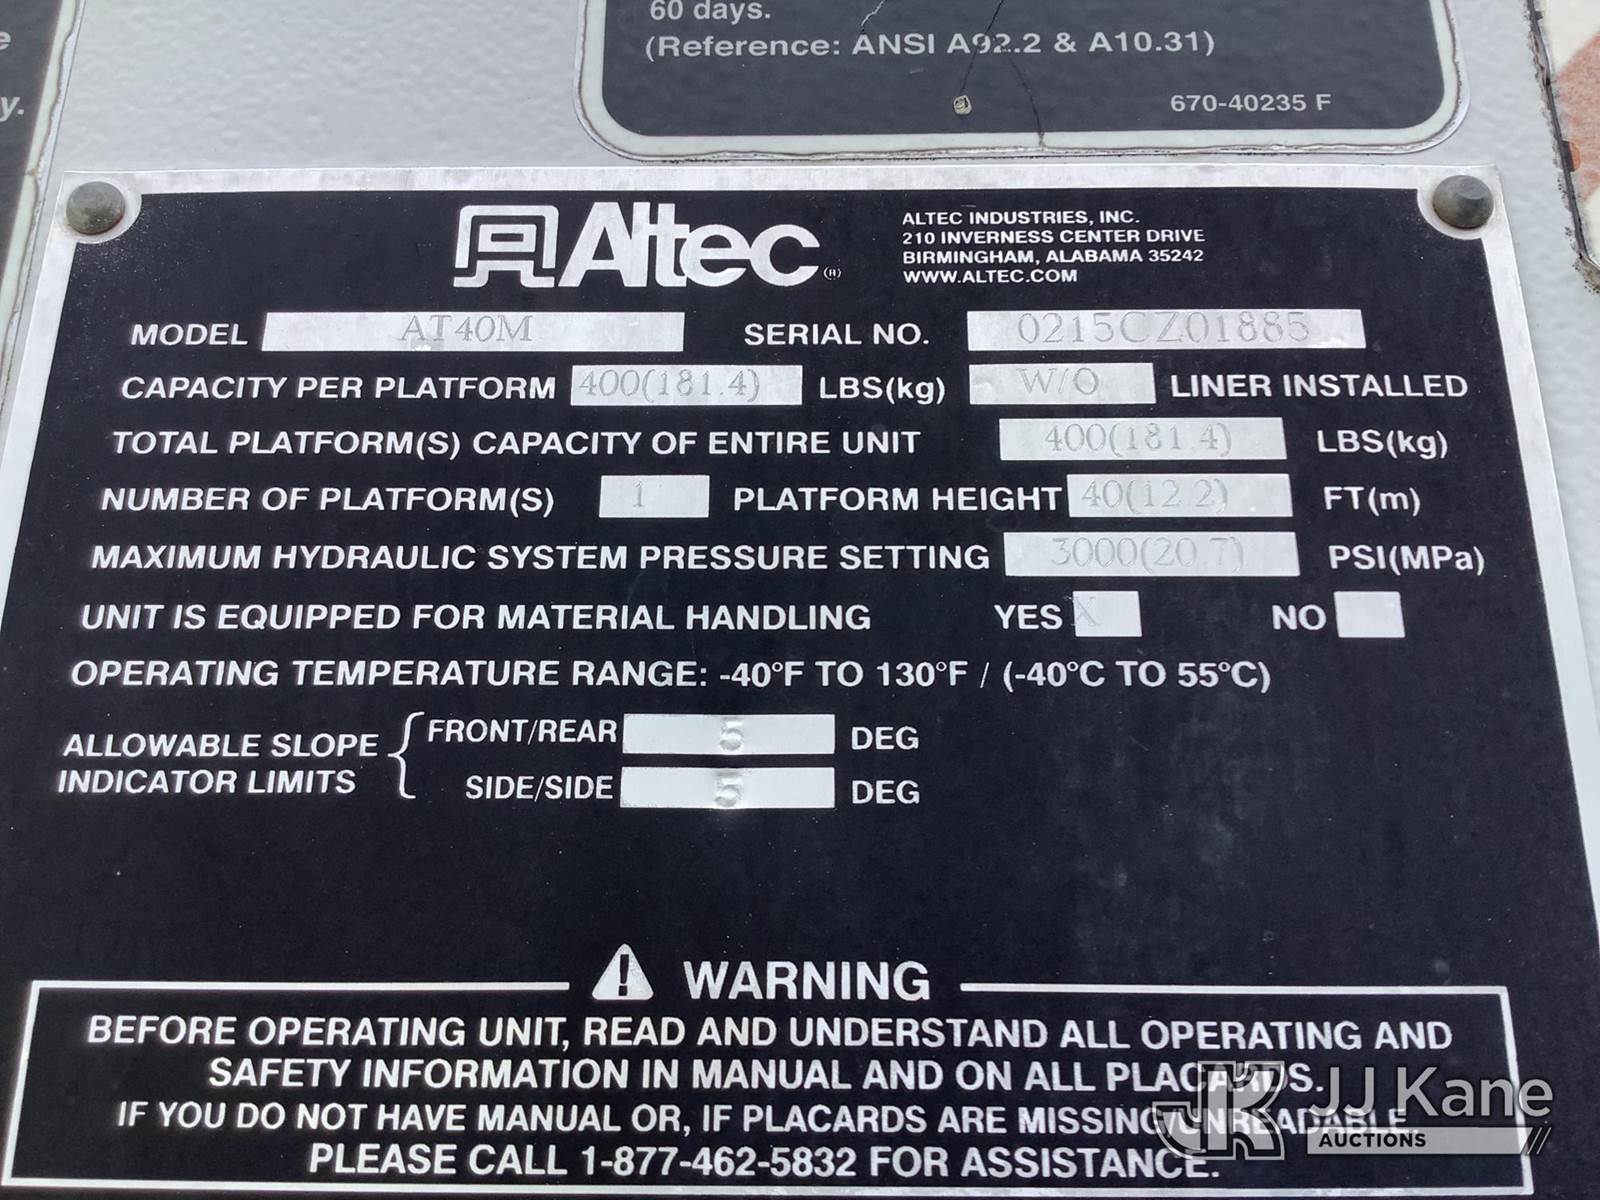 60 days.
(Reference: ANSI A92.2 & A10.31)
670-40235 F
y.
Altec (R)
ALTEC INDUSTRIES, INC.
210 INVERNESS CENTER DRIVE
BIRMINGHAM, ALABAMA 35242
WWW.ALTEC.COM
MODEL AT40M SERIAL NO. 0215CZ01885
CAPACITY PER PLATFORM 400(181.4) LBS(kg) W/O LINER INSTALLED
TOTAL PLATFORM(S) CAPACITY OF ENTIRE UNIT 400(181.4) LBS(kg)
NUMBER OF PLATFORM(S) 1 PLATFORM HEIGHT 40(12.2) FT(m)
MAXIMUM HYDRAULIC SYSTEM PRESSURE SETTING 3000(20.7) PSI(MPa)
UNIT IS EQUIPPED FOR MATERIAL HANDLING YES X NO
OPERATING TEMPERATURE RANGE: -40°F TO 130°F / (-40°C TO 55°C)
ALLOWABLE SLOPE INDICATOR LIMITS
FRONT/REAR 5 DEG
SIDE/SIDE 5 DEG
WARNING
BEFORE OPERATING UNIT, READ AND UNDERSTAND ALL OPERATING AND
SAFETY INFORMATION IN MANUAL AND ON ALL PLACARDS.
IF YOU DO NOT HAVE MANUAL OR, IF PLACARDS ARE MISSING/UNREADABLE,
PLEASE CALL 1-877-462-5832 FOR ASSISTANCE.
JK JJ Kane
AUCTIONS